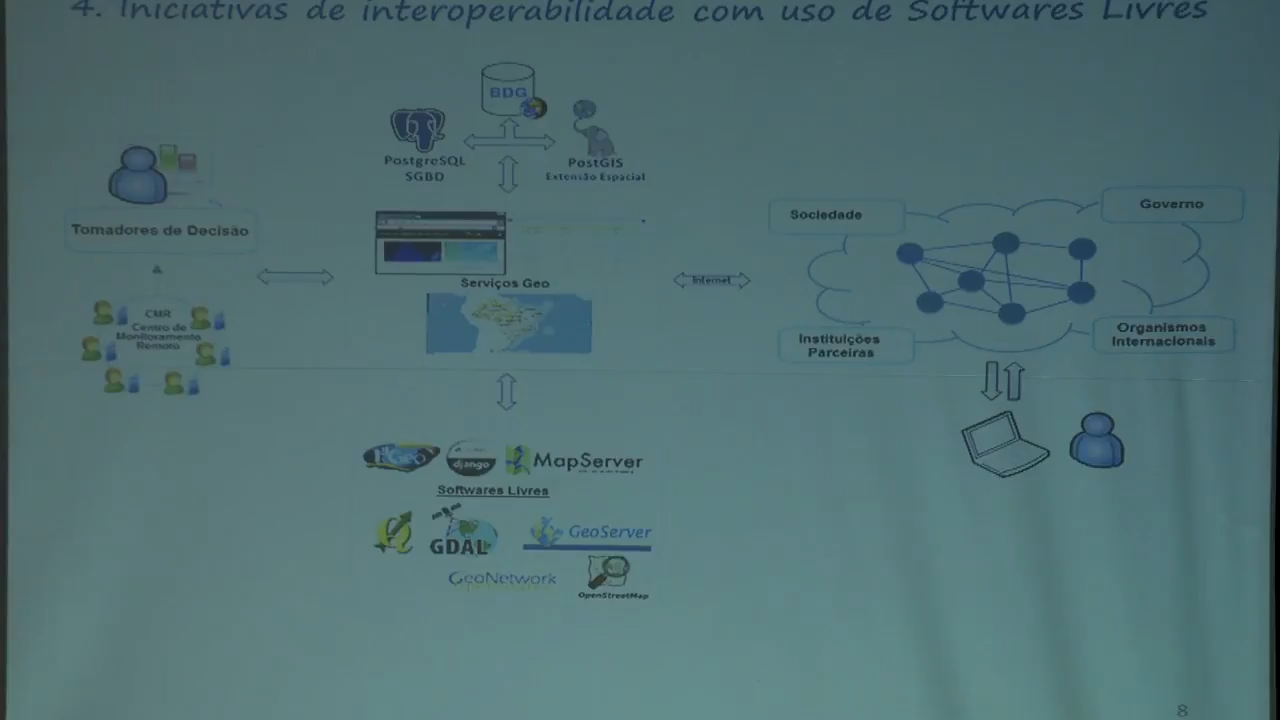 4. Iniciativas de interoperabilidade com uso de Softwares Livres
BDG
PostgreSQL
SGBD
PostGIS
Extensão Espacial
Tomadores de Decisão
CMR
Centro de
Monitoramento
Remoto
Serviços Geo
Internet
Sociedade
Governo
Instituições
Parceiras
Organismos
Internacionais
django
MapServer
Softwares Livres
GDAL
GeoServer
GeoNetwork
OpenStreetMap
8